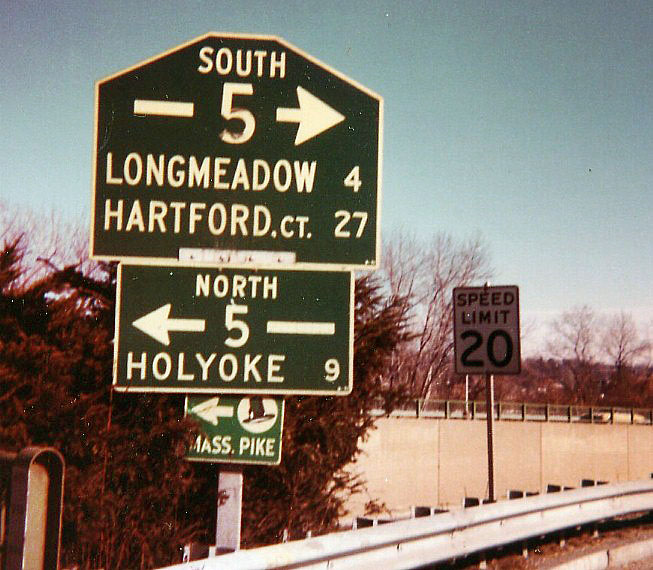 SOUTH
5
LONGMEADOW 4
HARTFORD.CT. 27
NORTH
5
HOLYOKE 9
MASS. PIKE
SPEED
LIMIT
20